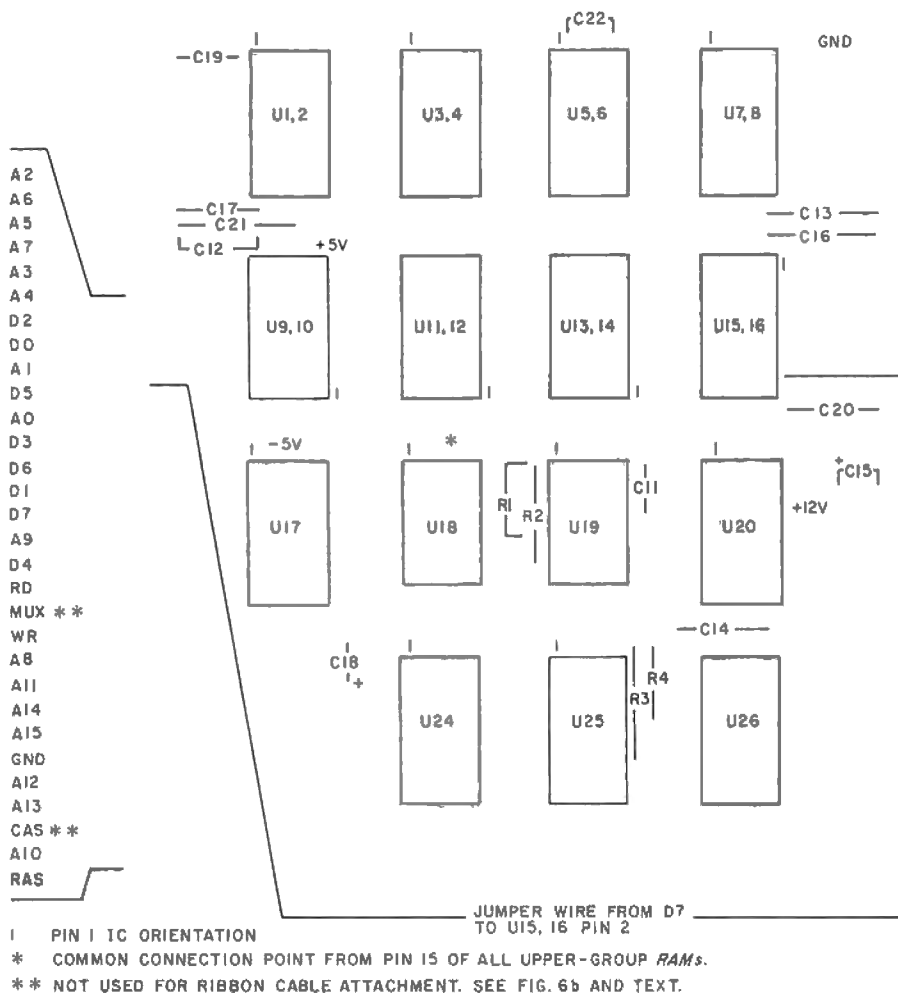 C22
GND
C19
U1, 2
U3, 4
U5, 6
U7, 8
A2
A6
A5
A7
A3
A4
D2
D0
A1
D5
A0
D3
D6
D1
D7
A9
D4
RD
MUX **
WR
A8
A11
A14
A15
GND
A12
A13
CAS **
A10
RAS
C17
C21
C12
+5V
C13
C16
U9, 10
U11, 12
U13, 14
U15, 16
C20
-5V
*
+
C15
U17
U18
R1
R2
U19
C11
U20
+12V
C14
C18
+
U24
U25
R3
R4
U26
JUMPER WIRE FROM D7
TO U15, 16 PIN 2
| PIN 1 IC ORIENTATION
* COMMON CONNECTION POINT FROM PIN 15 OF ALL UPPER-GROUP RAMs.
** NOT USED FOR RIBBON CABLE ATTACHMENT. SEE FIG. 6b AND TEXT.